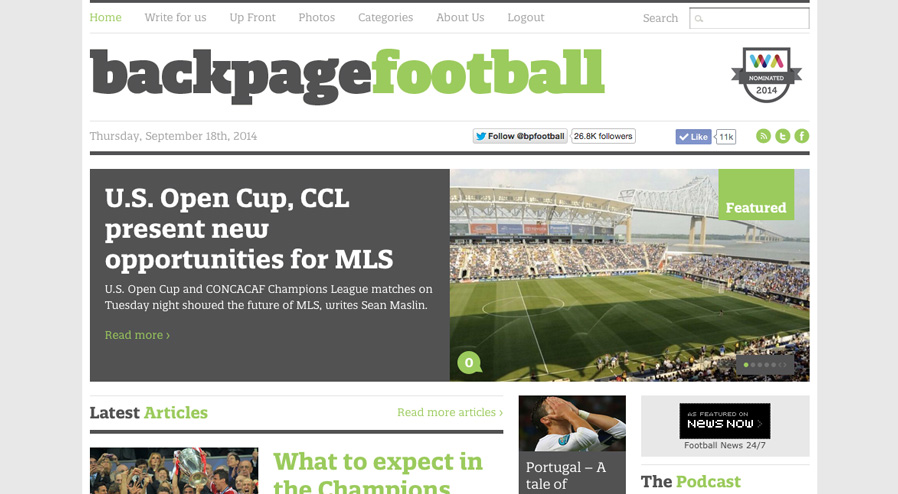 Home Write for us Up Front Photos Categories About Us Logout Search
backpagefootball
NOMINATED
2014
Thursday, September 18th, 2014 Follow @bpfootball 26.8K followers Like 11k
U.S. Open Cup, CCL
present new
opportunities for MLS
U.S. Open Cup and CONCACAF Champions League matches on
Tuesday night showed the future of MLS, writes Sean Maslin.
Read more ›
Featured
0
Latest Articles Read more articles ›
What to expect in
the Champions
Portugal – A
tale of
AS FEATURED ON
NEWS NOW
Football News 24/7
The Podcast